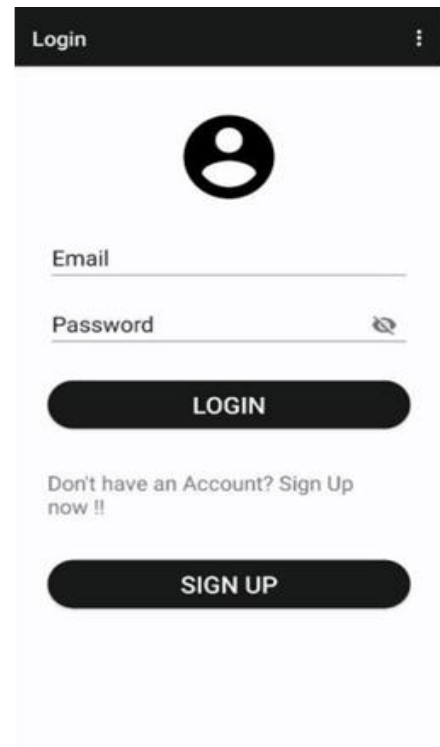 Login
Email
Password
LOGIN
Don't have an Account? Sign Up
now !!
SIGN UP